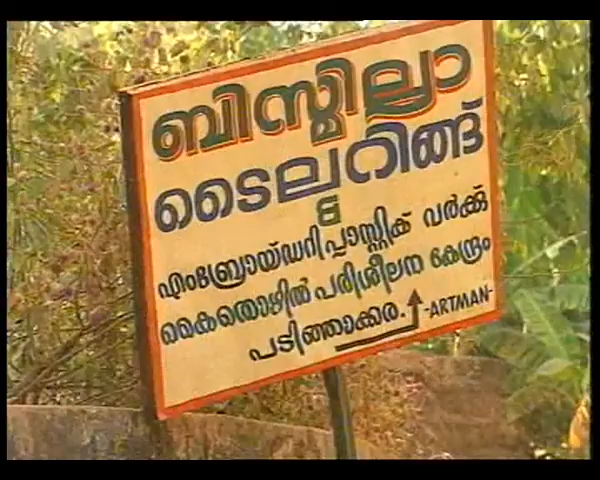 ബിസ്മില്ലാ
ടൈലറിങ്ങ്
&
എംബ്രോയ്ഡറി പ്ലാസ്റ്റിക് വർക്കു്
കൈതൊഴിൽ പരിശീലന കേന്ദ്രം
പടിഞ്ഞാക്കര.
-ARTMAN-